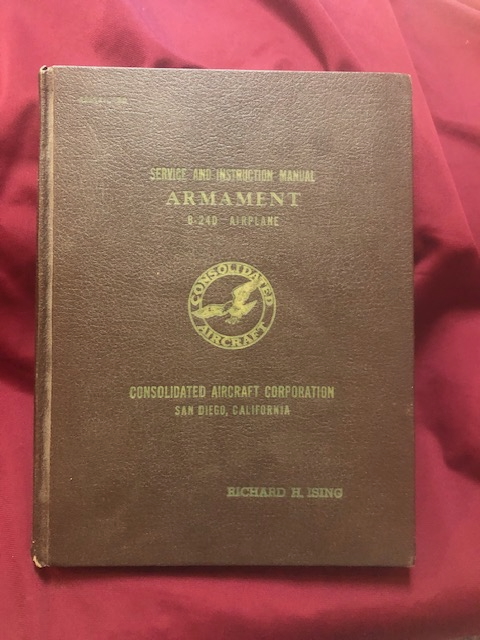 SERVICE AND INSTRUCTION MANUAL
ARMAMENT
B-24D AIRPLANE
CONSOLIDATED
AIRCRAFT
CONSOLIDATED AIRCRAFT CORPORATION
SAN DIEGO, CALIFORNIA
RICHARD H. ISING